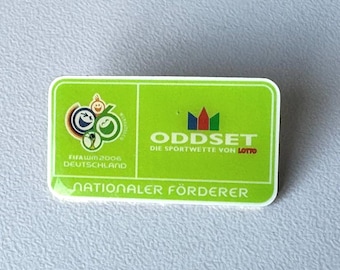 FIFA WM 2006
DEUTSCHLAND
ODDSET
DIE SPORTWETTE VON LOTTO
NATIONALER FÖRDERER